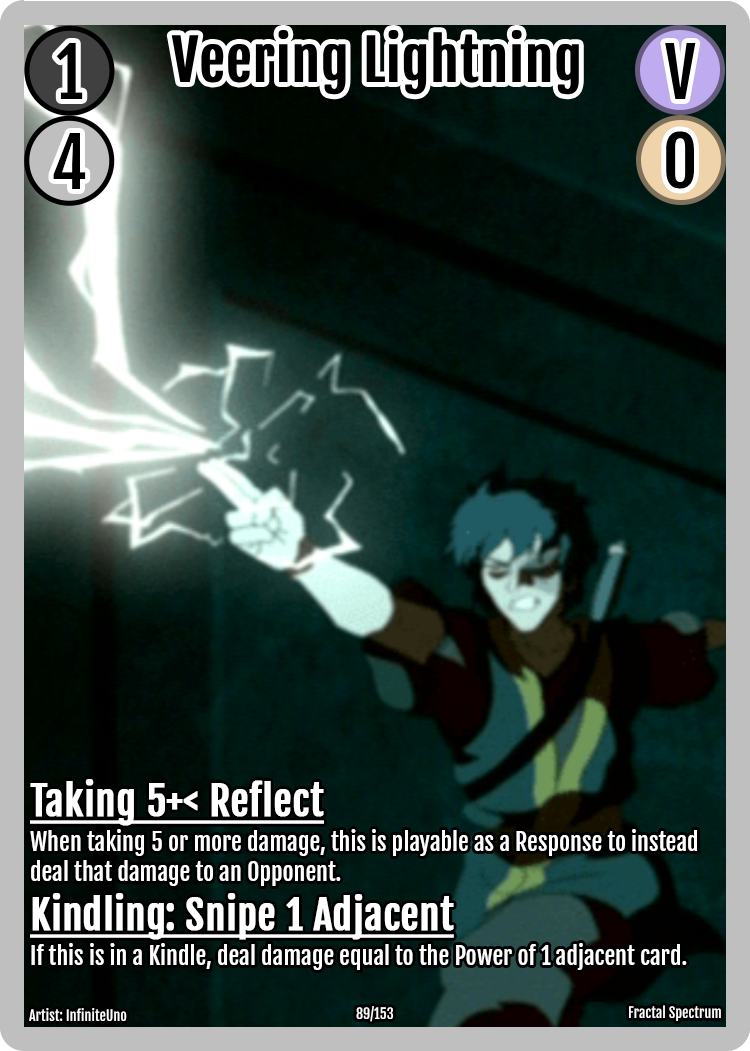 1
Veering Lightning
V
4
O
Taking 5+< Reflect
When taking 5 or more damage, this is playable as a Response to instead
deal that damage to an Opponent.
Kindling: Snipe 1 Adjacent
If this is in a Kindle, deal damage equal to the Power of 1 adjacent card.
Artist: InfiniteUno
89/153
Fractal Spectrum